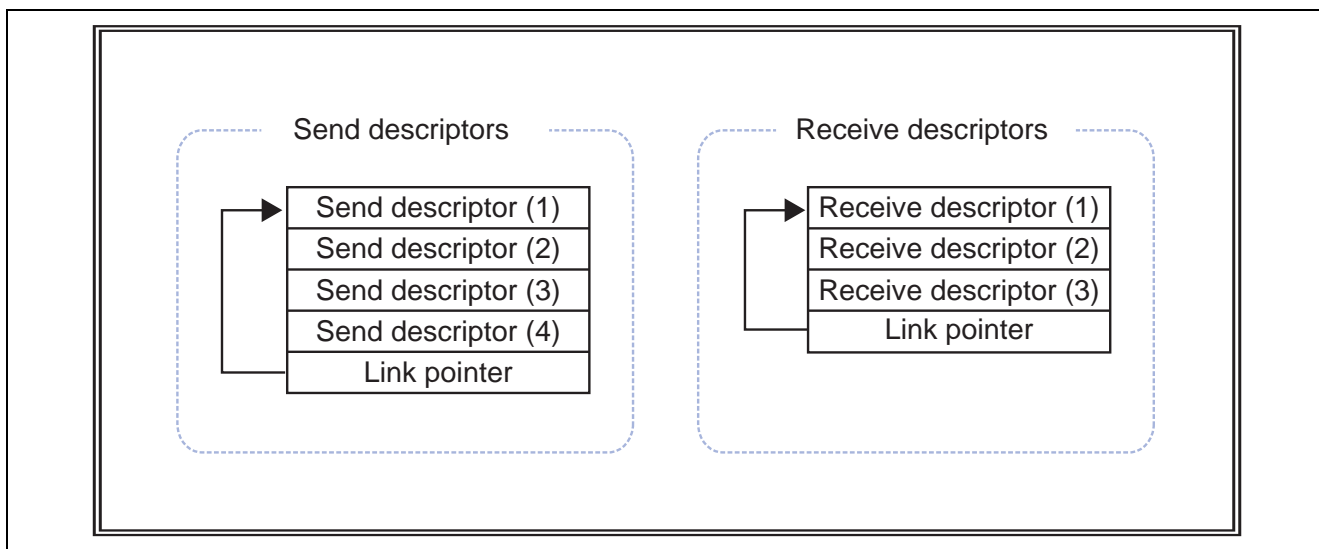 Send descriptors
Send descriptor (1)
Send descriptor (2)
Send descriptor (3)
Send descriptor (4)
Link pointer
Receive descriptors
Receive descriptor (1)
Receive descriptor (2)
Receive descriptor (3)
Link pointer